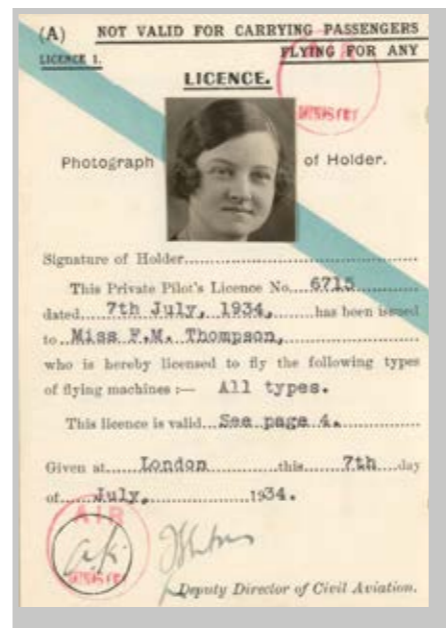 (A) NOT VALID FOR CARRYING PASSENGERS
LICENCE 1. FLYING FOR ANY
LICENCE.
AIR
MINISTRY
Photograph of Holder.
Signature of Holder
This Private Pilot's Licence No. 6715
dated 7th July, 1934, has been issued
to Miss F.M. Thompson,
who is hereby licensed to fly the following types
of flying machines :— All types.
This licence is valid See page 4.
Given at London this 7th day
of July, 1934.
AIR
a.k.
MINISTRY
Deputy Director of Civil Aviation.